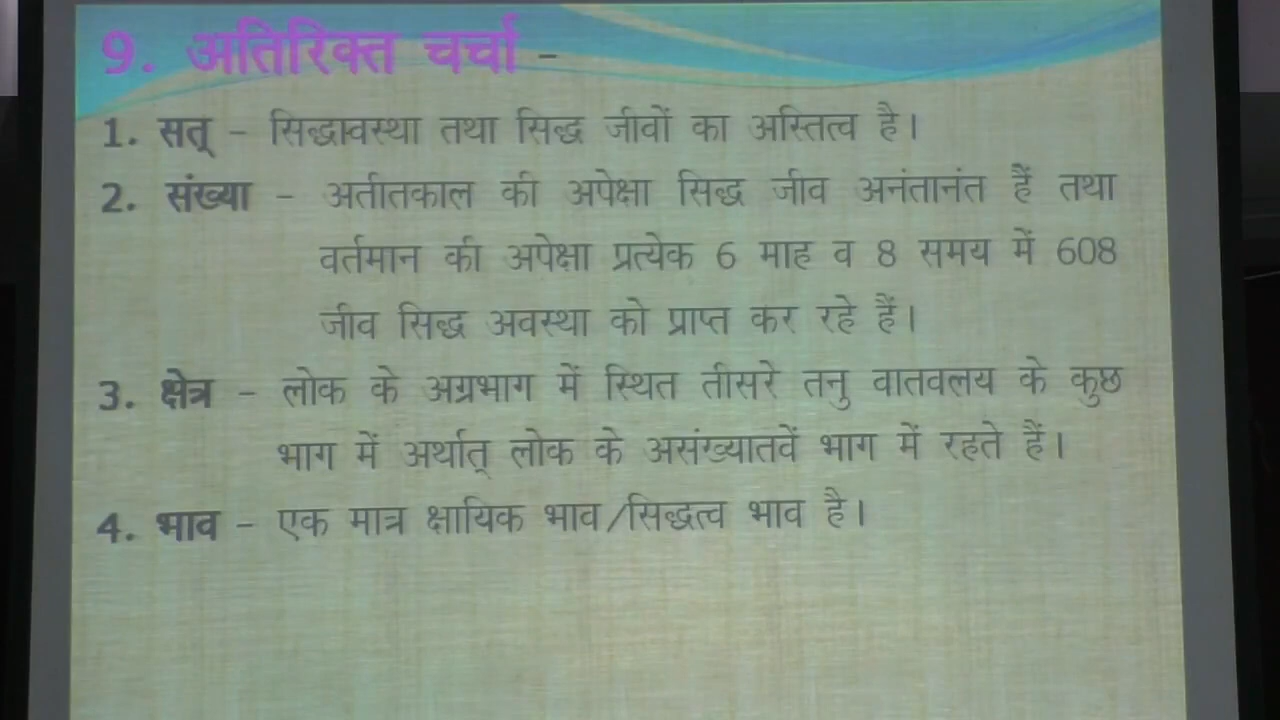 9. अतिरिक्त चर्चा -
1. सत् - सिद्धावस्था तथा सिद्ध जीवों का अस्तित्व है।
2. संख्या - अतीतकाल की अपेक्षा सिद्ध जीव अनंतानंत हैं तथा
वर्तमान की अपेक्षा प्रत्येक 6 माह व 8 समय में 608
जीव सिद्ध अवस्था को प्राप्त कर रहे हैं।
3. क्षेत्र - लोक के अग्रभाग में स्थित तीसरे तनु वातवलय के कुछ
भाग में अर्थात् लोक के असंख्यातवें भाग में रहते हैं।
4. भाव - एक मात्र क्षायिक भाव/सिद्धत्व भाव है।